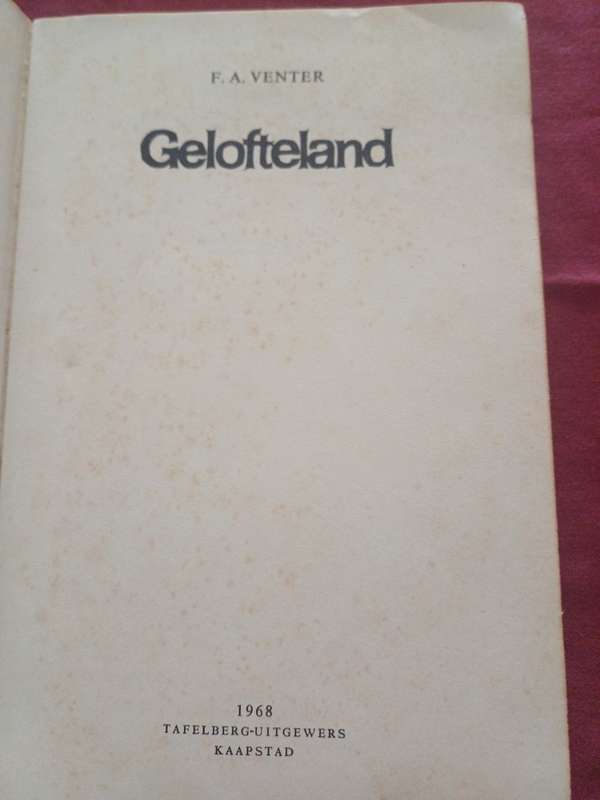 F. A. VENTER
Gelofteland
1968
TAFELBERG-UITGEWERS
KAAPSTAD